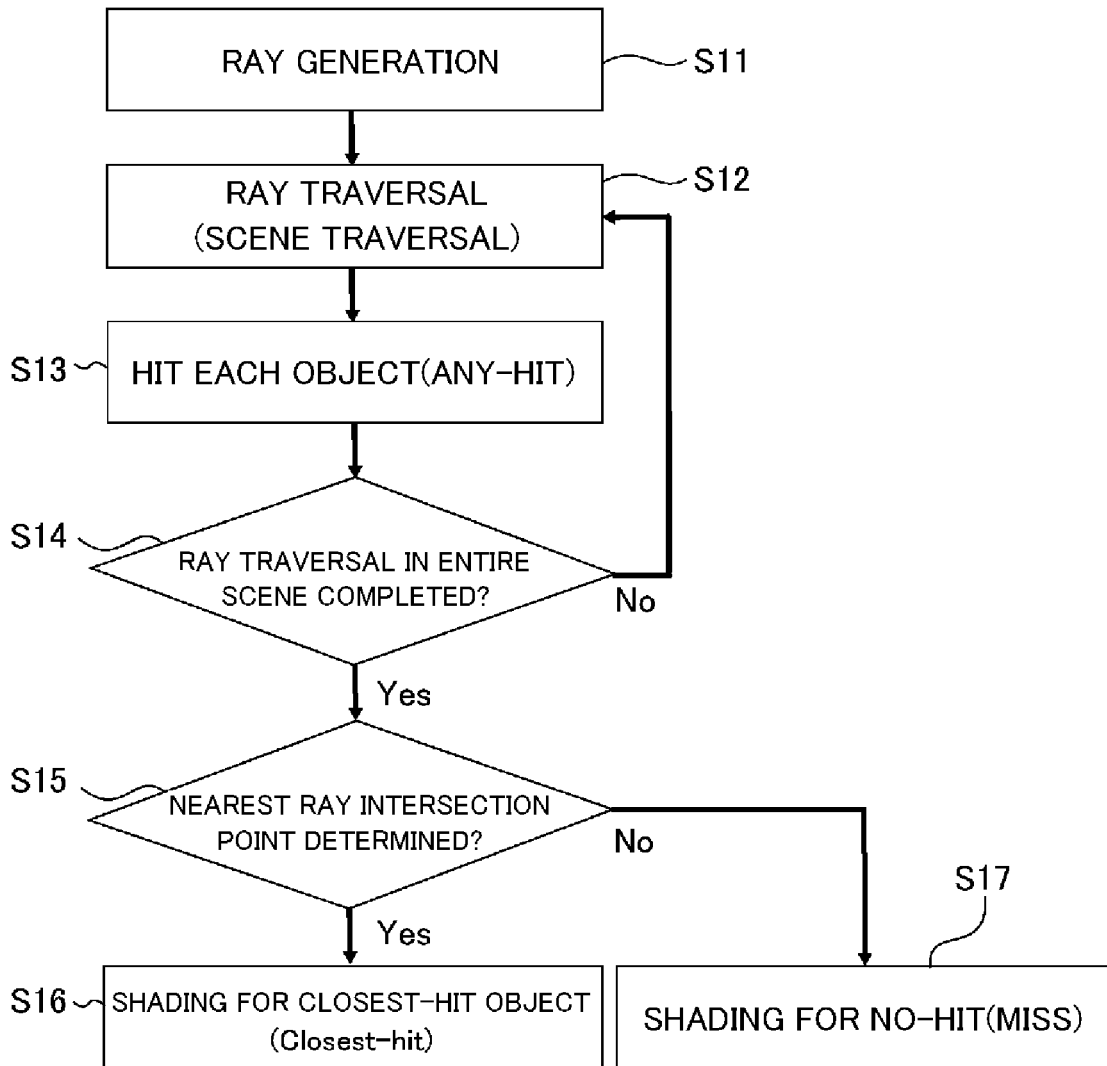 RAY GENERATION
S11
RAY TRAVERSAL
(SCENE TRAVERSAL)
S12
S13
HIT EACH OBJECT(ANY-HIT)
S14
RAY TRAVERSAL IN ENTIRE
SCENE COMPLETED?
No
Yes
S15
NEAREST RAY INTERSECTION
POINT DETERMINED?
No
Yes
S17
S16
SHADING FOR CLOSEST-HIT OBJECT
(Closest-hit)
SHADING FOR NO-HIT(MISS)